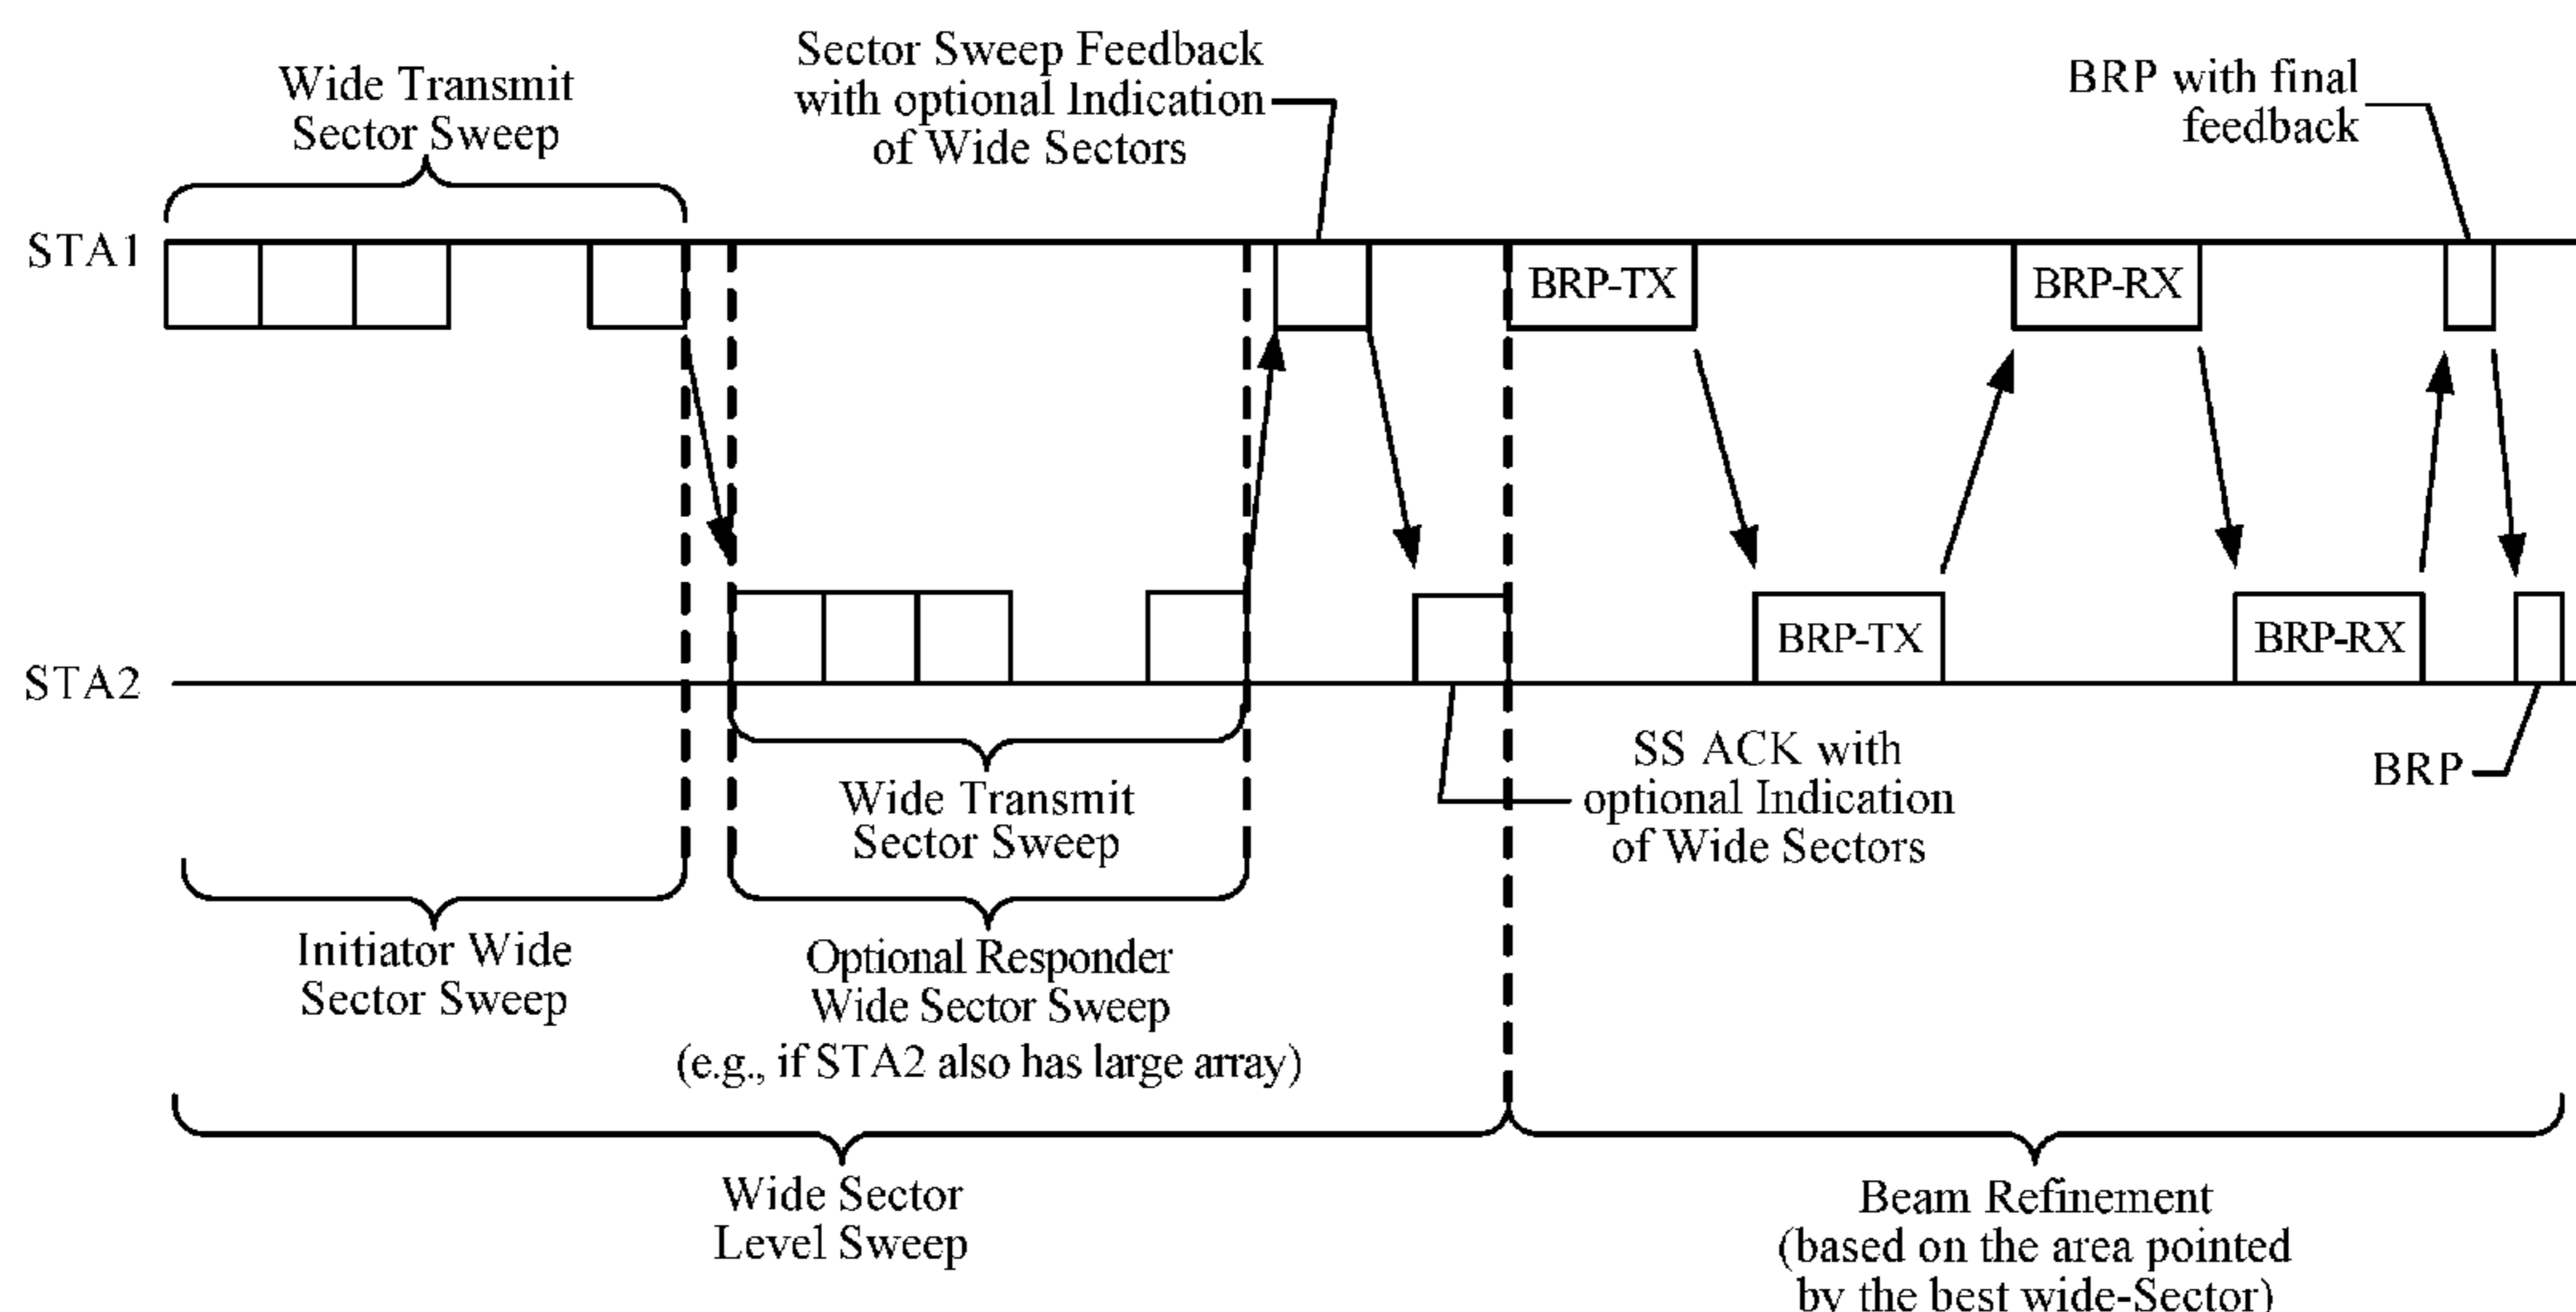 Wide Transmit
Sector Sweep
Sector Sweep Feedback
with optional Indication
of Wide Sectors
BRP with final
feedback
STA1
BRP-TX
BRP-RX
STA2
BRP-TX
BRP-RX
Wide Transmit
Sector Sweep
SS ACK with
optional Indication
of Wide Sectors
BRP
Initiator Wide
Sector Sweep
Optional Responder
Wide Sector Sweep
(e.g., if STA2 also has large array)
Wide Sector
Level Sweep
Beam Refinement
(based on the area pointed
by the best wide-Sector)